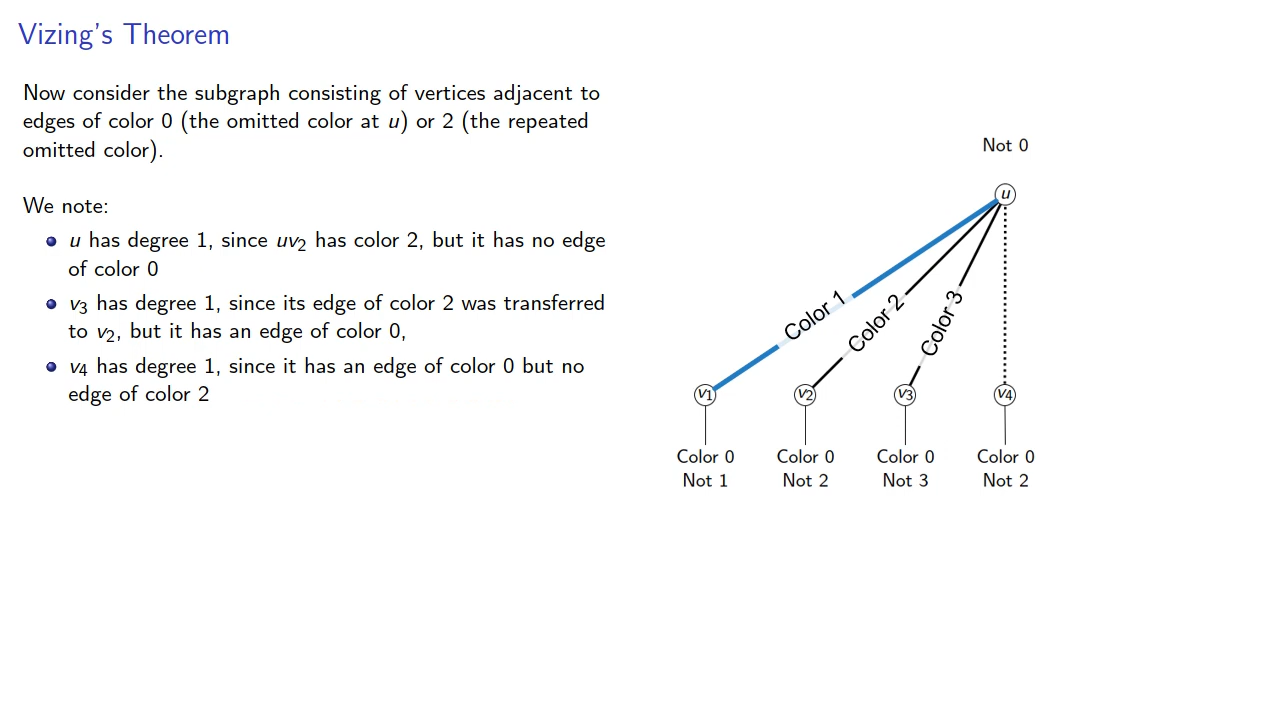 Vizing's Theorem
Now consider the subgraph consisting of vertices adjacent to
edges of color 0 (the omitted color at u) or 2 (the repeated
omitted color).
We note:
u has degree 1, since uv2 has color 2, but it has no edge
of color 0
v3 has degree 1, since its edge of color 2 was transferred
to v2, but it has an edge of color 0,
v4 has degree 1, since it has an edge of color 0 but no
edge of color 2
Not 0
u
Color 1
Color 2
Color 3
v1
v2
v3
v4
Color 0
Not 1
Color 0
Not 2
Color 0
Not 3
Color 0
Not 2